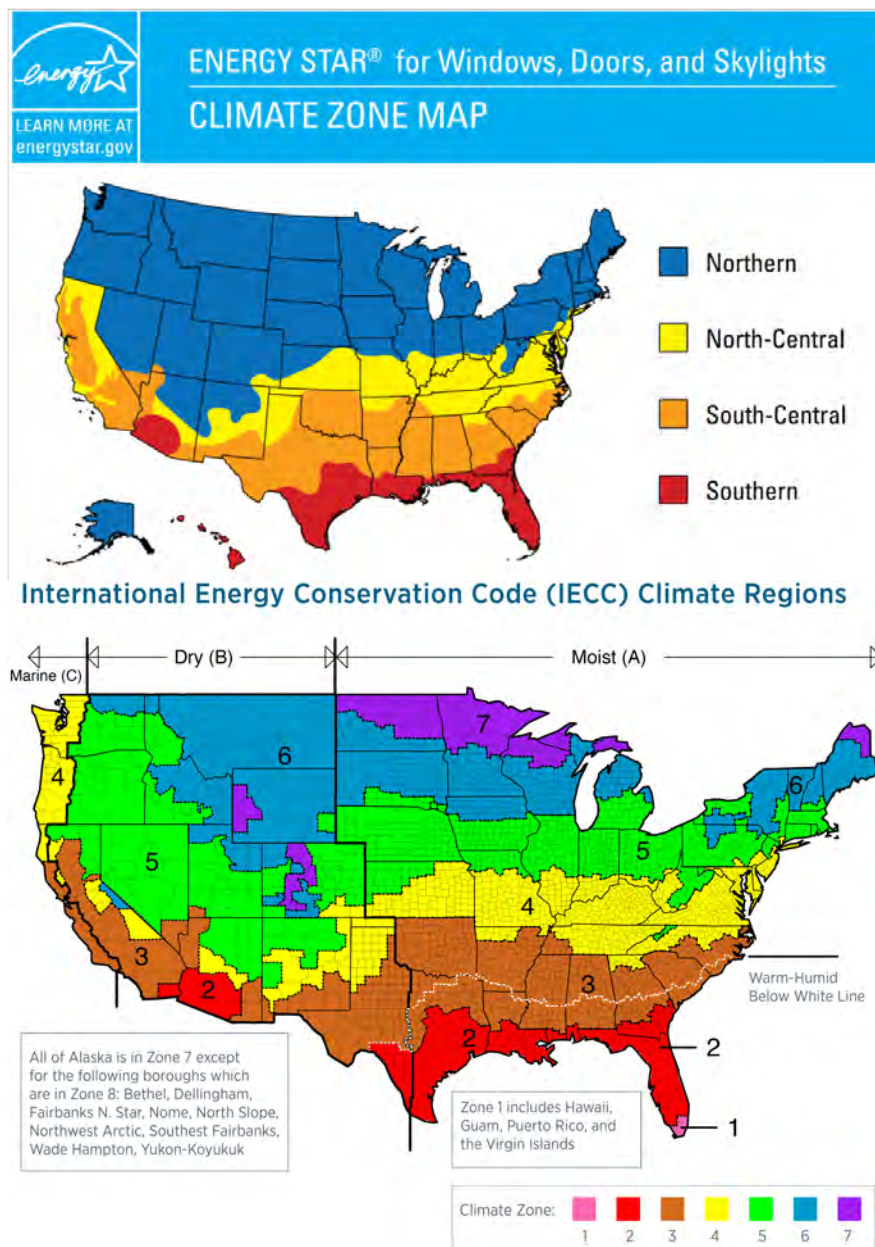 energy
LEARN MORE AT
energystar.gov
ENERGY STAR® for Windows, Doors, and Skylights
CLIMATE ZONE MAP
Northern
North-Central
South-Central
Southern
International Energy Conservation Code (IECC) Climate Regions
Marine (C)
Dry (B)
Moist (A)
7
6
6
4
5
5
4
3
3
2
2
Warm-Humid
Below White Line
2
1
All of Alaska is in Zone 7 except
for the following boroughs which
are in Zone 8: Bethel, Dellingham,
Fairbanks N. Star, Nome, North Slope,
Northwest Arctic, Southest Fairbanks,
Wade Hampton, Yukon-Koyukuk
Zone 1 includes Hawaii,
Guam, Puerto Rico, and
the Virgin Islands
Climate Zone:
1 2 3 4 5 6 7